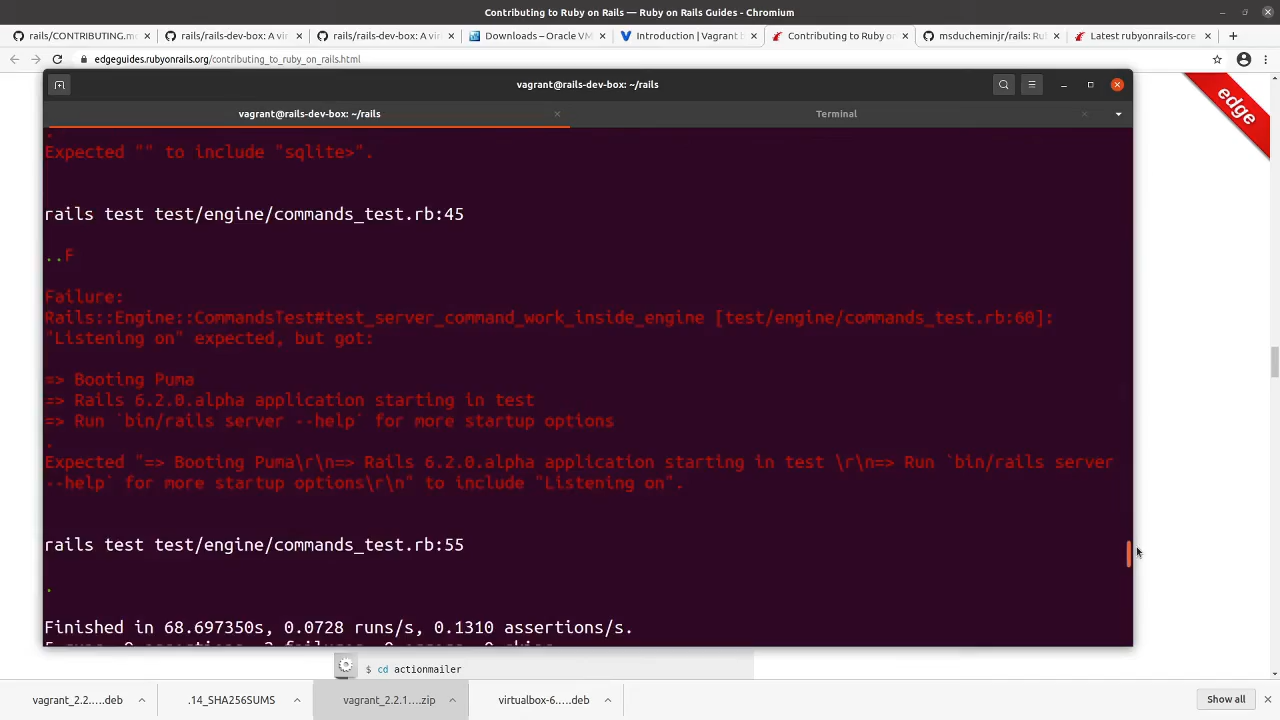 Contributing to Ruby on Rails — Ruby on Rails Guides - Chromium
rails/CONTRIBUTING.m
rails/rails-dev-box: A vi
rails/rails-dev-box: A vi
Downloads – Oracle VM
Introduction | Vagrant b
Contributing to Ruby o
msducheminjr/rails: Rub
Latest rubyonrails-core
edgeguides.rubyonrails.org/contributing_to_ruby_on_rails.html
edge
vagrant@rails-dev-box: ~/rails
vagrant@rails-dev-box: ~/rails
Terminal
.
Expected "" to include "sqlite>".
rails test test/engine/commands_test.rb:45
..F
Failure:
Rails::Engine::CommandsTest#test_server_command_work_inside_engine [test/engine/commands_test.rb:60]:
"Listening on" expected, but got:
=> Booting Puma
=> Rails 6.2.0.alpha application starting in test
=> Run `bin/rails server --help` for more startup options
.
Expected "=> Booting Puma\r\n=> Rails 6.2.0.alpha application starting in test \r\n=> Run `bin/rails server
--help` for more startup options\r\n" to include "Listening on".
rails test test/engine/commands_test.rb:55
.
Finished in 68.697350s, 0.0728 runs/s, 0.1310 assertions/s.
$ cd actionmailer
vagrant_2.2.....deb
.14_SHA256SUMS
vagrant_2.2.1....zip
virtualbox-6.....deb
Show all